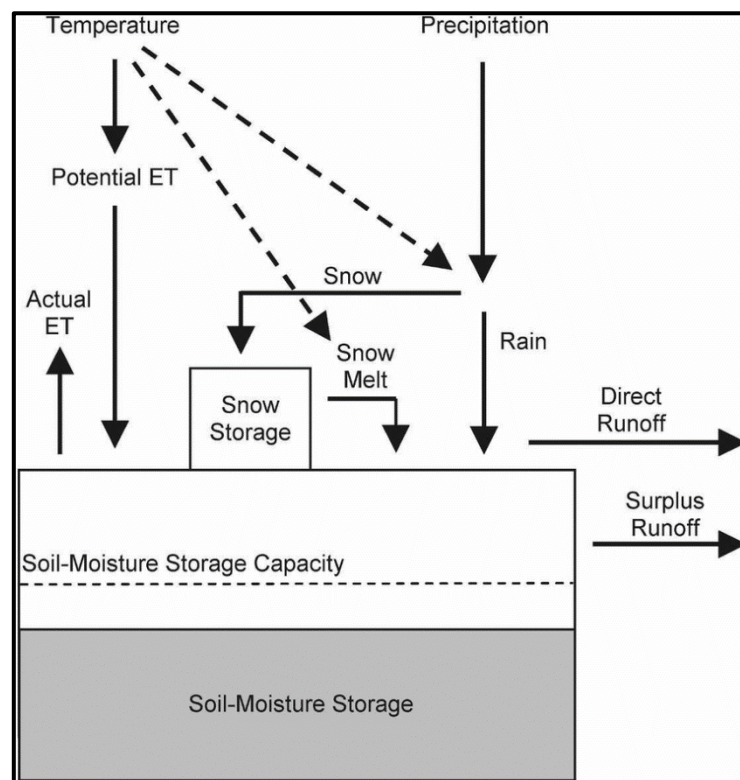 Temperature
Precipitation
Potential ET
Actual
ET
Snow
Snow
Melt
Rain
Snow
Storage
Direct
Runoff
Surplus
Runoff
Soil-Moisture Storage Capacity
Soil-Moisture Storage